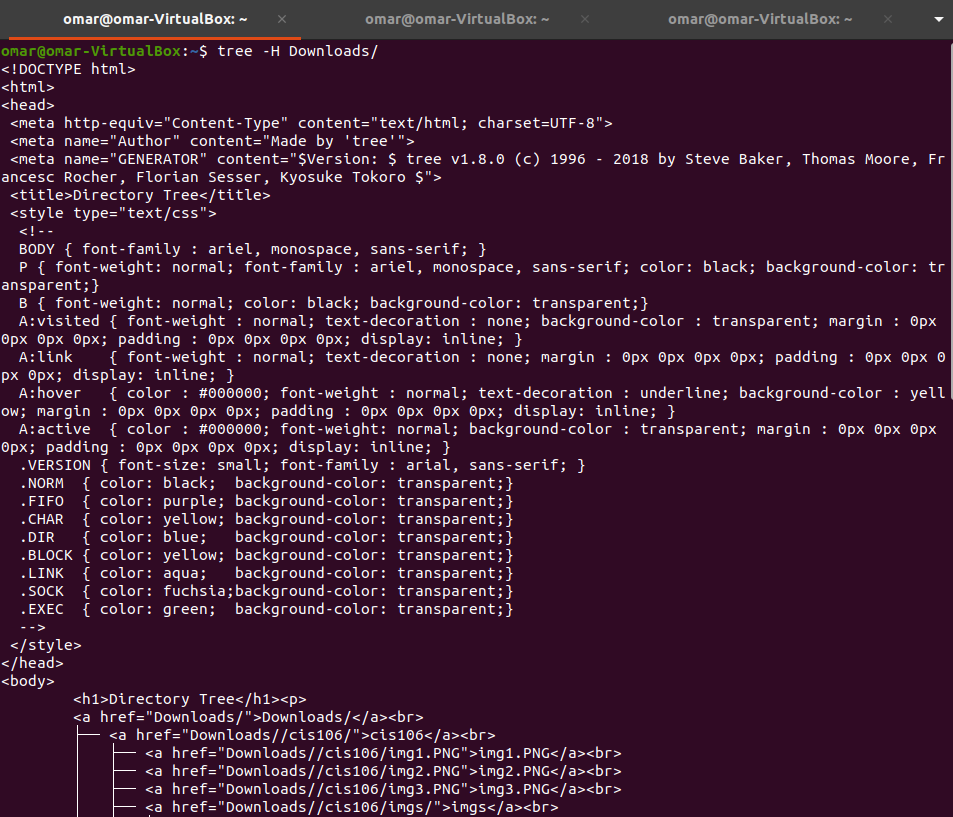 omar@omar-VirtualBox: ~ × omar@omar-VirtualBox: ~ × omar@omar-VirtualBox: ~ ×
omar@omar-VirtualBox:~$ tree -H Downloads/
<!DOCTYPE html>
<html>
<head>
 <meta http-equiv="Content-Type" content="text/html; charset=UTF-8">
 <meta name="Author" content="Made by 'tree'">
 <meta name="GENERATOR" content="$Version: $ tree v1.8.0 (c) 1996 - 2018 by Steve Baker, Thomas Moore, Fr
ancesc Rocher, Florian Sesser, Kyosuke Tokoro $">
 <title>Directory Tree</title>
 <style type="text/css">
  <!--
  BODY { font-family : ariel, monospace, sans-serif; }
  P { font-weight: normal; font-family : ariel, monospace, sans-serif; color: black; background-color: tr
ansparent;}
  B { font-weight: normal; color: black; background-color: transparent;}
  A:visited { font-weight : normal; text-decoration : none; background-color : transparent; margin : 0px
0px 0px 0px; padding : 0px 0px 0px 0px; display: inline; }
  A:link    { font-weight : normal; text-decoration : none; margin : 0px 0px 0px 0px; padding : 0px 0px 0
px 0px; display: inline; }
  A:hover   { color : #000000; font-weight : normal; text-decoration : underline; background-color : yell
ow; margin : 0px 0px 0px 0px; padding : 0px 0px 0px 0px; display: inline; }
  A:active  { color : #000000; font-weight: normal; background-color : transparent; margin : 0px 0px 0px
0px; padding : 0px 0px 0px 0px; display: inline; }
  .VERSION { font-size: small; font-family : arial, sans-serif; }
  .NORM  { color: black;  background-color: transparent;}
  .FIFO  { color: purple; background-color: transparent;}
  .CHAR  { color: yellow; background-color: transparent;}
  .DIR   { color: blue;   background-color: transparent;}
  .BLOCK { color: yellow; background-color: transparent;}
  .LINK  { color: aqua;   background-color: transparent;}
  .SOCK  { color: fuchsia;background-color: transparent;}
  .EXEC  { color: green;  background-color: transparent;}
  -->
 </style>
</head>
<body>
        <h1>Directory Tree</h1><p>
        <a href="Downloads/">Downloads/</a><br>
        ├── <a href="Downloads//cis106/">cis106</a><br>
        │   ├── <a href="Downloads//cis106/img1.PNG">img1.PNG</a><br>
        │   ├── <a href="Downloads//cis106/img2.PNG">img2.PNG</a><br>
        │   ├── <a href="Downloads//cis106/img3.PNG">img3.PNG</a><br>
        │   ├── <a href="Downloads//cis106/imgs/">imgs</a><br>